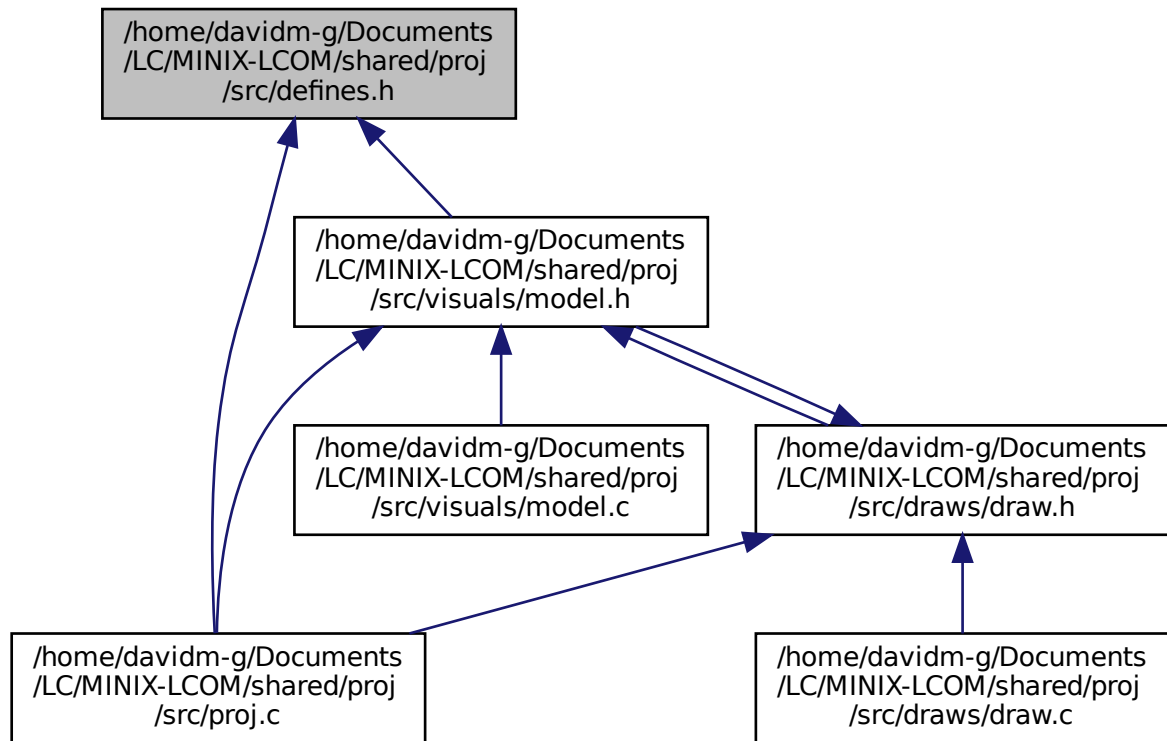 /home/davidm-g/Documents
/LC/MINIX-LCOM/shared/proj
/src/defines.h
/home/davidm-g/Documents
/LC/MINIX-LCOM/shared/proj
/src/visuals/model.h
/home/davidm-g/Documents
/LC/MINIX-LCOM/shared/proj
/src/visuals/model.c
/home/davidm-g/Documents
/LC/MINIX-LCOM/shared/proj
/src/draws/draw.h
/home/davidm-g/Documents
/LC/MINIX-LCOM/shared/proj
/src/proj.c
/home/davidm-g/Documents
/LC/MINIX-LCOM/shared/proj
/src/draws/draw.c